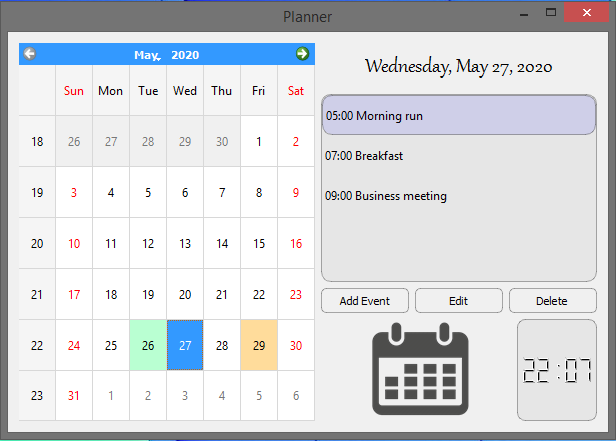 Planner
May, 2020
Sun Mon Tue Wed Thu Fri Sat
18 26 27 28 29 30 1 2
19 3 4 5 6 7 8 9
20 10 11 12 13 14 15 16
21 17 18 19 20 21 22 23
22 24 25 26 27 28 29 30
23 31 1 2 3 4 5 6
Wednesday, May 27, 2020
05:00 Morning run
07:00 Breakfast
09:00 Business meeting
Add Event Edit Delete
22:07